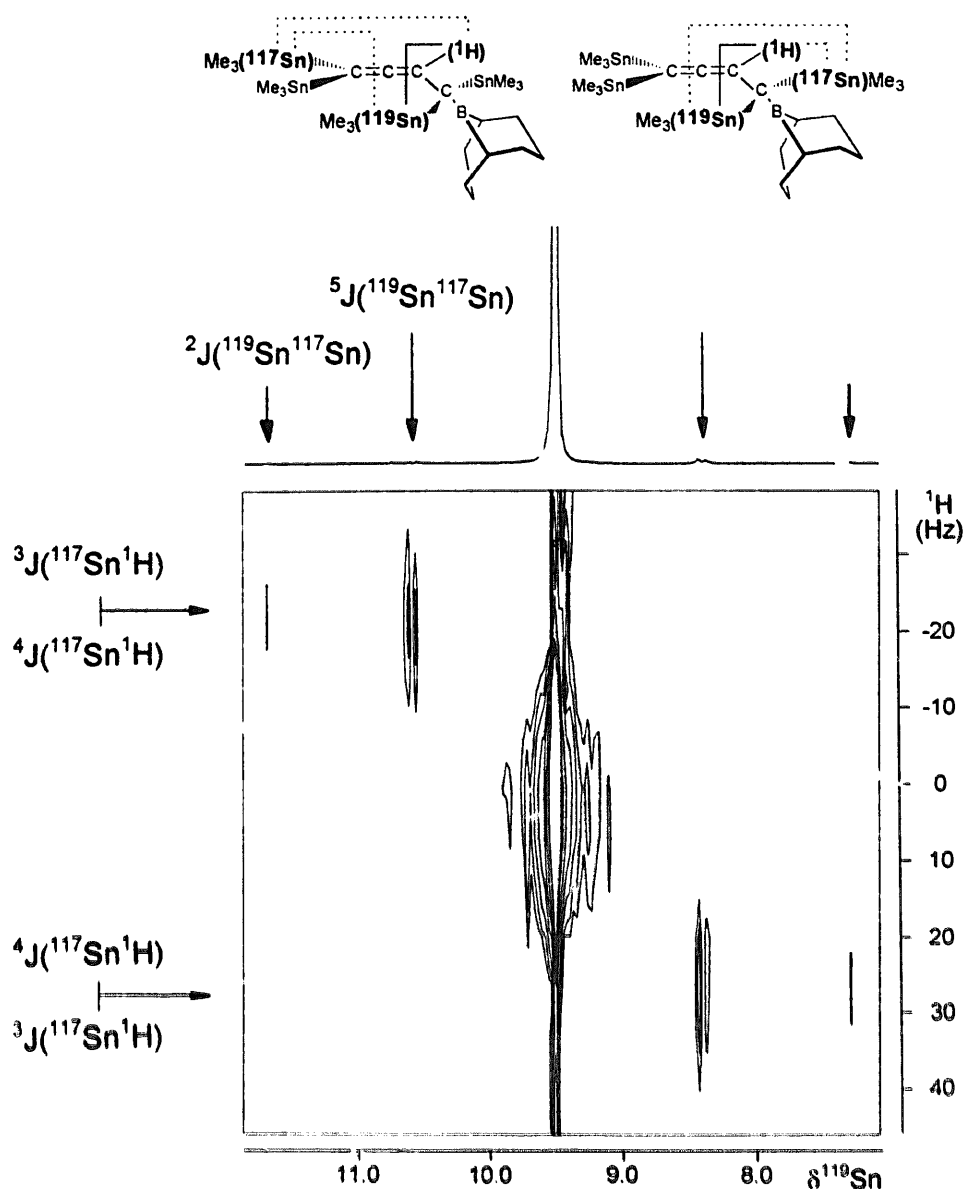 (¹H)
Me₃(¹¹⁷Sn)
C=C=C
Me₃Sn
SnMe₃
C
B
Me₃(¹¹⁹Sn)
(¹H)
Me₃Sn
C=C=C
Me₃Sn
(¹¹⁷Sn)Me₃
C
B
Me₃(¹¹⁹Sn)
⁵J(¹¹⁹Sn¹¹⁷Sn)
²J(¹¹⁹Sn¹¹⁷Sn)
¹H
(Hz)
³J(¹¹⁷Sn¹H)
⁴J(¹¹⁷Sn¹H)
-20
-10
0
10
⁴J(¹¹⁷Sn¹H)
³J(¹¹⁷Sn¹H)
20
30
40
11.0 10.0 9.0 8.0 δ¹¹⁹Sn